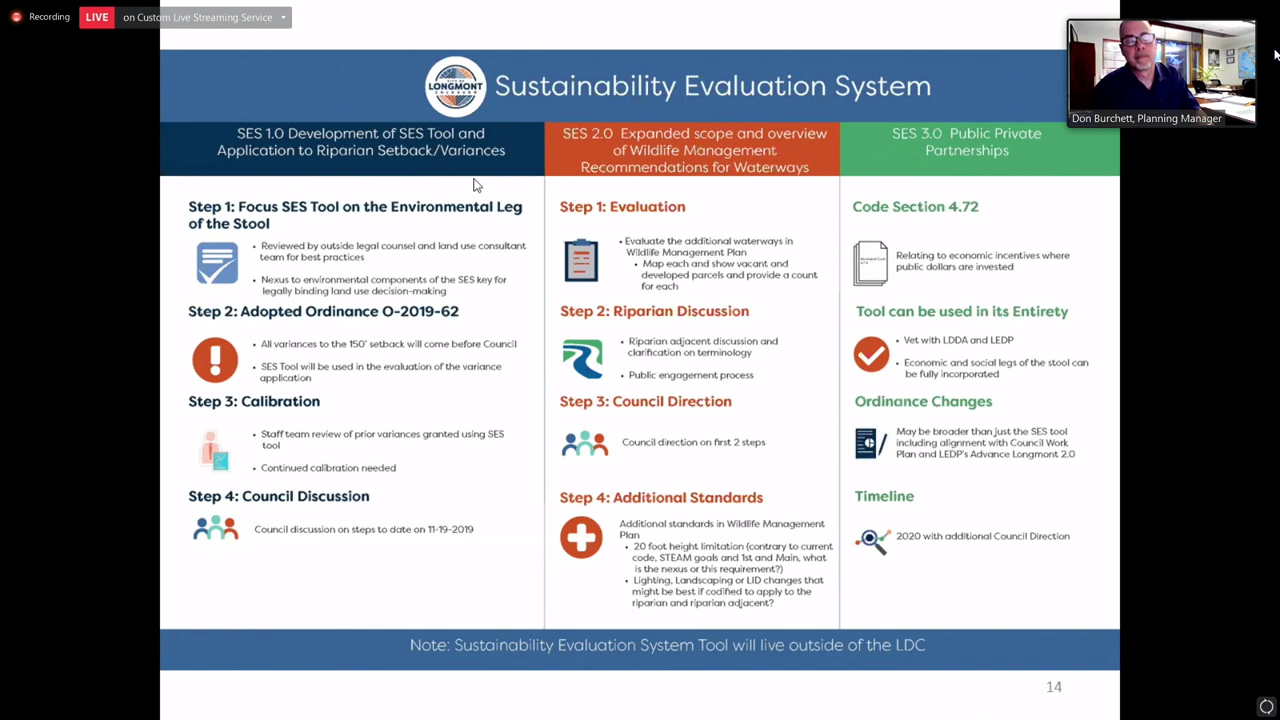 Recording
LIVE
on Custom Live Streaming Service
Don Burchett, Planning Manager
LONGMONT
COLORADO
Sustainability Evaluation System
SES 1.0 Development of SES Tool and
Application to Riparian Setback/Variances
Step 1: Focus SES Tool on the Environmental Leg
of the Stool
• Reviewed by outside legal counsel and land use consultant
team for best practices
• Nexus to environmental components of the SES key for
legally binding land use decision-making
Step 2: Adopted Ordinance O-2019-62
• All variances to the 150' setback will come before Council
• SES Tool will be used in the evaluation of the variance
application
Step 3: Calibration
• Staff team review of prior variances granted using SES
tool
• Continued calibration needed
Step 4: Council Discussion
Council discussion on steps to date on 11-19-2019
SES 2.0 Expanded scope and overview
of Wildlife Management
Recommendations for Waterways
Step 1: Evaluation
• Evaluate the additional waterways in
Wildlife Management Plan
• Map each and show vacant and
developed parcels and provide a count
for each
Step 2: Riparian Discussion
• Riparian adjacent discussion and
clarification on terminology
• Public engagement process
Step 3: Council Direction
Council direction on first 2 steps
Step 4: Additional Standards
Additional standards in Wildlife Management
Plan
• 20 foot height limitation (contrary to current
code, STEAM goals and 1st and Main, what
is the nexus or this requirement?)
• Lighting, Landscaping or LID changes that
might be best if codified to apply to the
riparian and riparian adjacent?
SES 3.0 Public Private
Partnerships
Code Section 4.72
Relating to economic incentives where
public dollars are invested
Tool can be used in its Entirety
• Vet with LDDA and LEDP
• Economic and social legs of the stool can
be fully incorporated
Ordinance Changes
May be broader than just the SES tool
including alignment with Council Work
Plan and LEDP's Advance Longmont 2.0
Timeline
2020 with additional Council Direction
Note: Sustainability Evaluation System Tool will live outside of the LDC
14